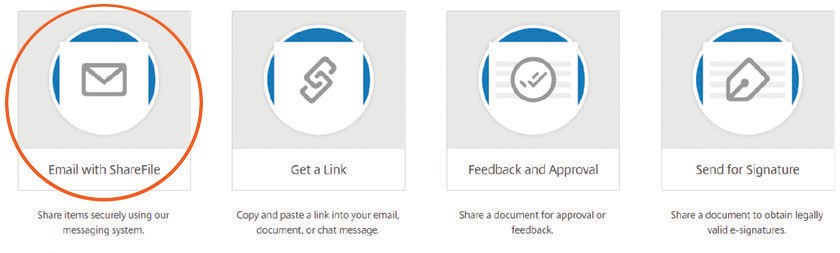 Email with ShareFile
Get a Link
Feedback and Approval
Send for Signature
Share items securely using our
messaging system.
Copy and paste a link into your email,
document, or chat message.
Share a document for approval or
feedback.
Share a document to obtain legally
valid e-signatures.